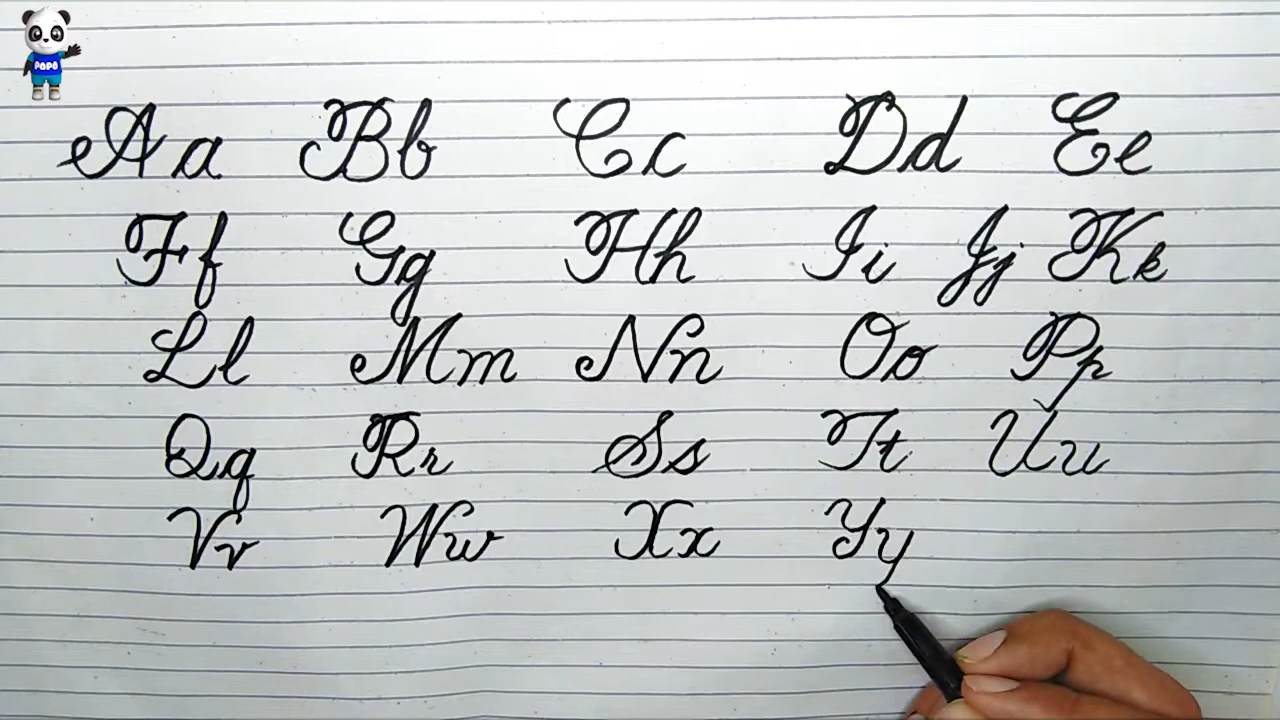 POPO
Aa Bb Cc Dd Ee
Ff Gg Hh Ii Jj Kk
Ll Mm Nn Oo Pp
Qq Rr Ss Tt Uu
Vv Ww Xx Yy